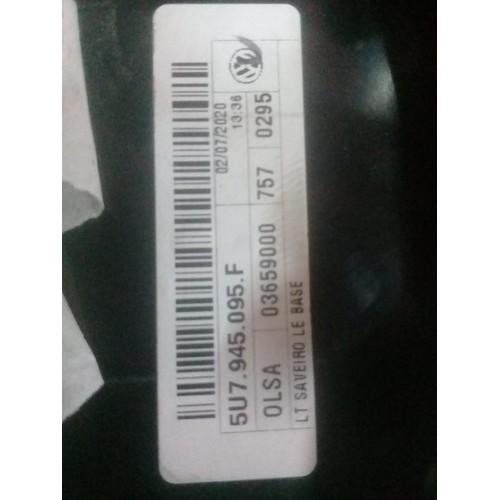 02/07/2020 13:36
5U7.945.095.F
OLSA 03659000 757 0295
LT SAVEIRO LE BASE